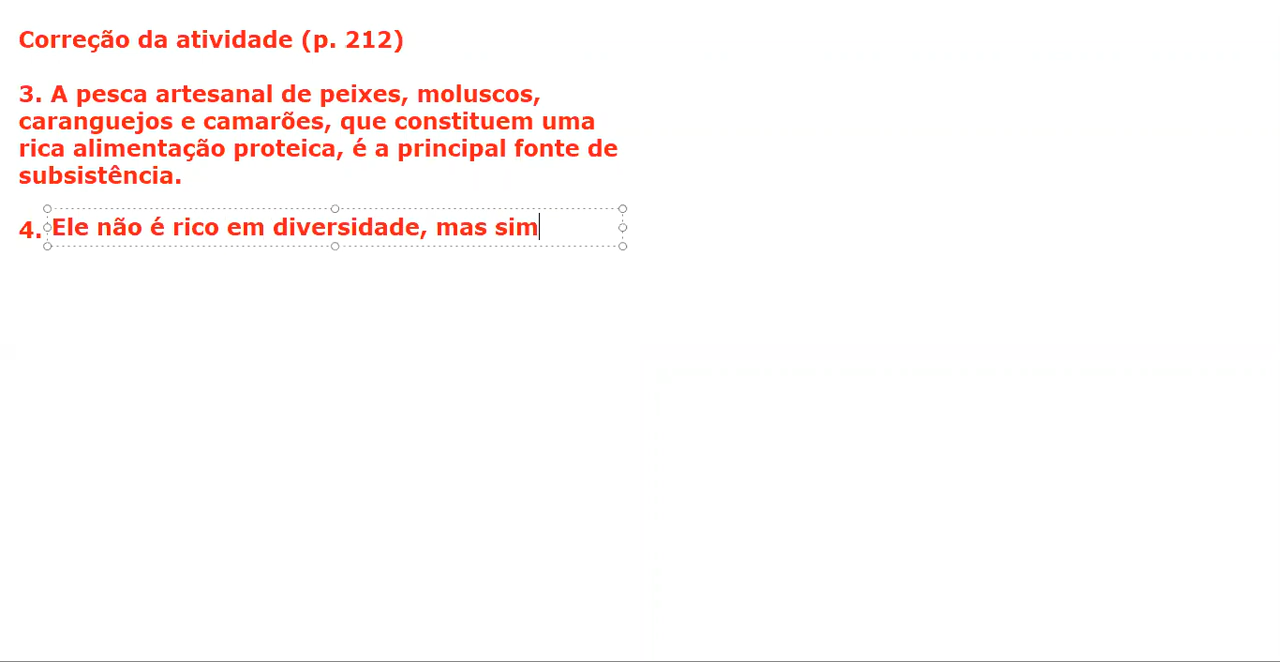 Correção da atividade (p. 212)
3. A pesca artesanal de peixes, moluscos,
caranguejos e camarões, que constituem uma
rica alimentação proteica, é a principal fonte de
subsistência.
4. Ele não é rico em diversidade, mas sim